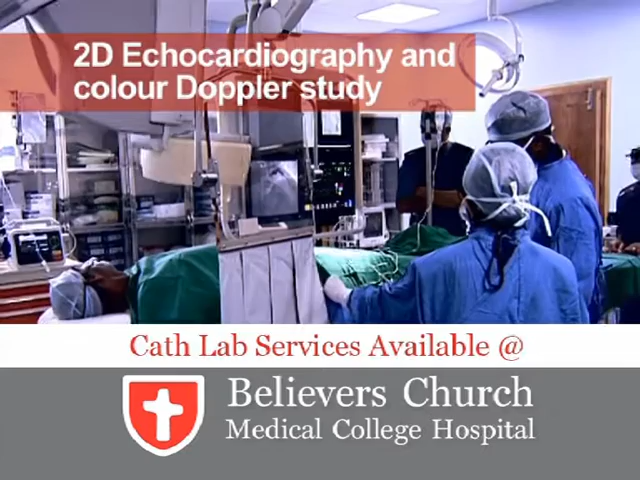 2D Echocardiography and
colour Doppler study
Cath Lab Services Available @
Believers Church
Medical College Hospital